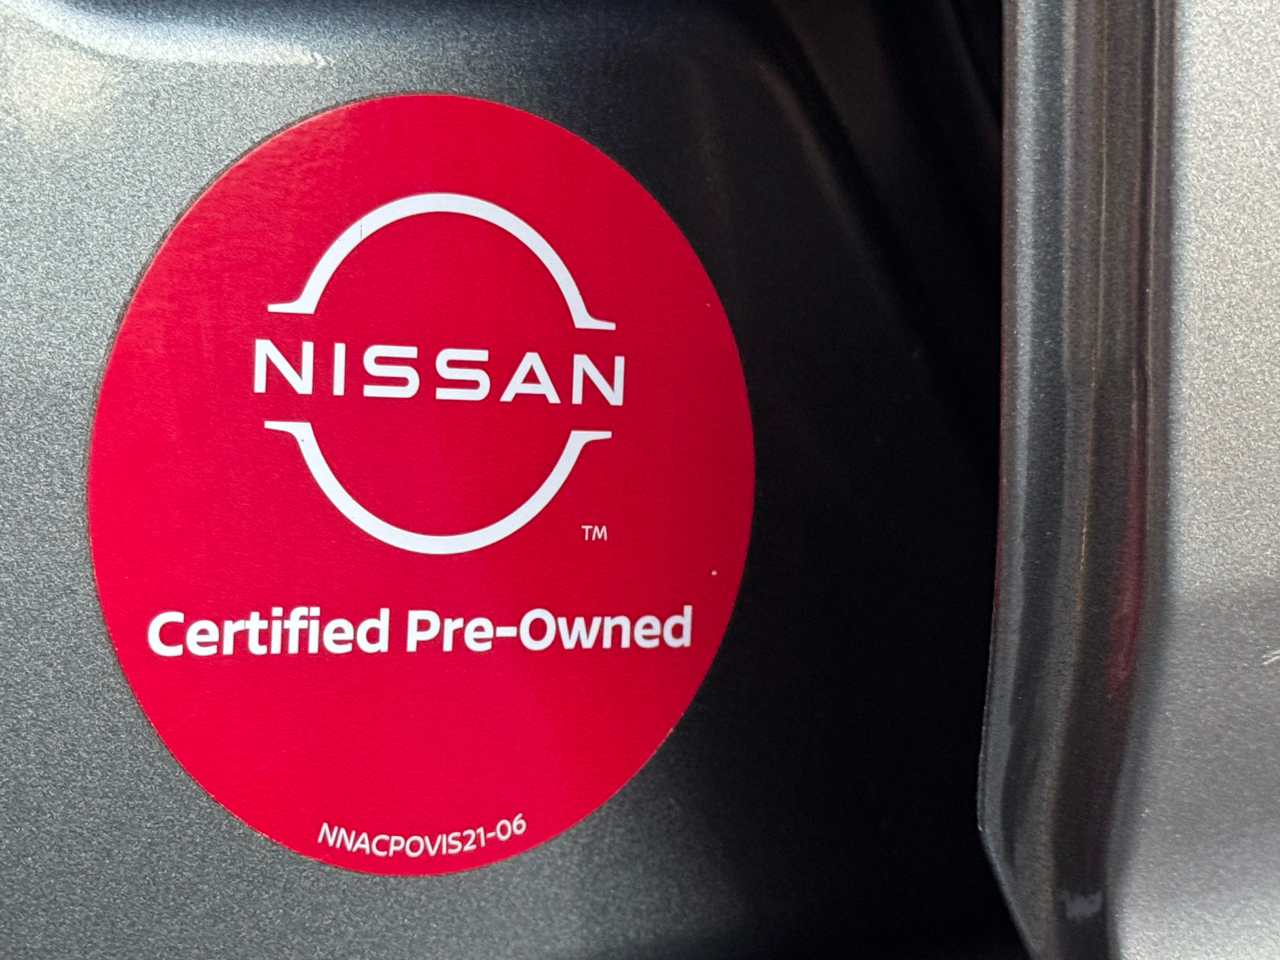 NISSAN
TM
Certified Pre-Owned
NNACPOVIS21-06